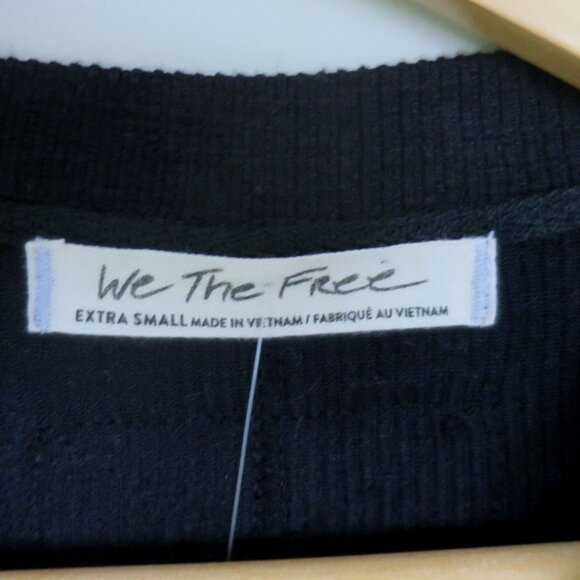 We The Free
EXTRA SMALL MADE IN VIETNAM / FABRIQUÉ AU VIETNAM